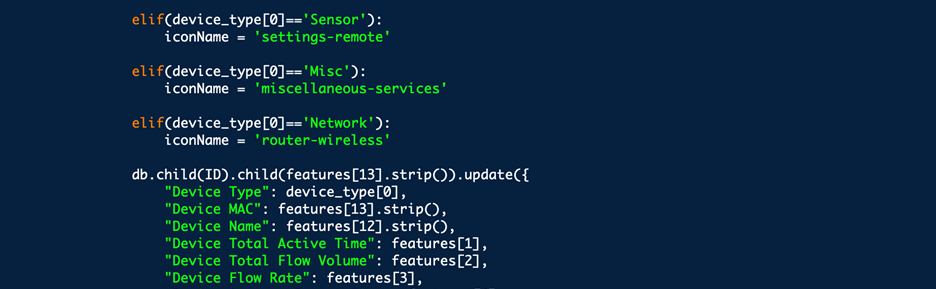 elif(device_type[0]=='Sensor'):
iconName = 'settings-remote'
elif(device_type[0]=='Misc'):
iconName = 'miscellaneous-services'
elif(device_type[0]=='Network'):
iconName = 'router-wireless'
db.child(ID).child(features[13].strip()).update({
"Device Type": device_type[0],
"Device MAC": features[13].strip(),
"Device Name": features[12].strip(),
"Device Total Active Time": features[1],
"Device Total Flow Volume": features[2],
"Device Flow Rate": features[3],